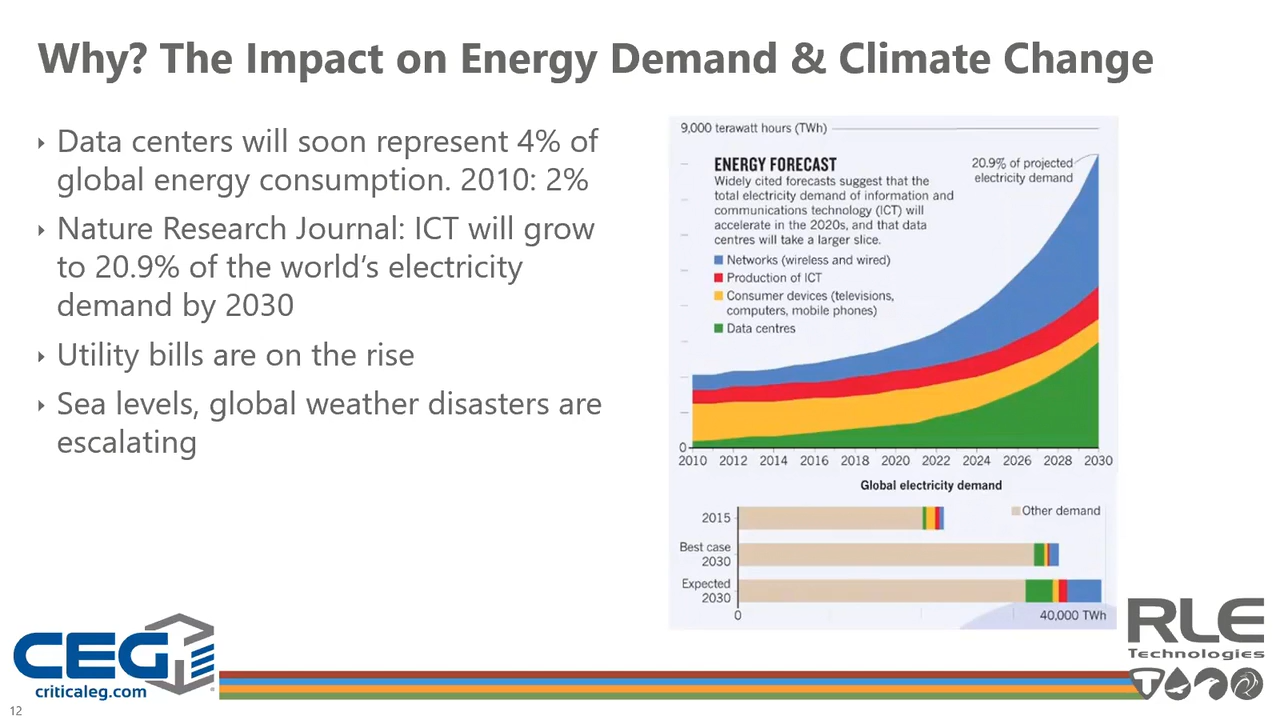 Why? The Impact on Energy Demand & Climate Change
Data centers will soon represent 4% of
global energy consumption. 2010: 2%
Nature Research Journal: ICT will grow
to 20.9% of the world's electricity
demand by 2030
Utility bills are on the rise
Sea levels, global weather disasters are
escalating
9,000 terawatt hours (TWh)
ENERGY FORECAST
Widely cited forecasts suggest that the
total electricity demand of information and
communications technology (ICT) will
accelerate in the 2020s, and that data
centres will take a larger slice.
20.9% of projected
electricity demand
Networks (wireless and wired)
Production of ICT
Consumer devices (televisions,
computers, mobile phones)
Data centres
0
2010 2012 2014 2016 2018 2020 2022 2024 2026 2028 2030
Global electricity demand
Other demand
2015
Best case
2030
Expected
2030
0
40,000 TWh
CEG
criticaleg.com
RLE
Technologies
12